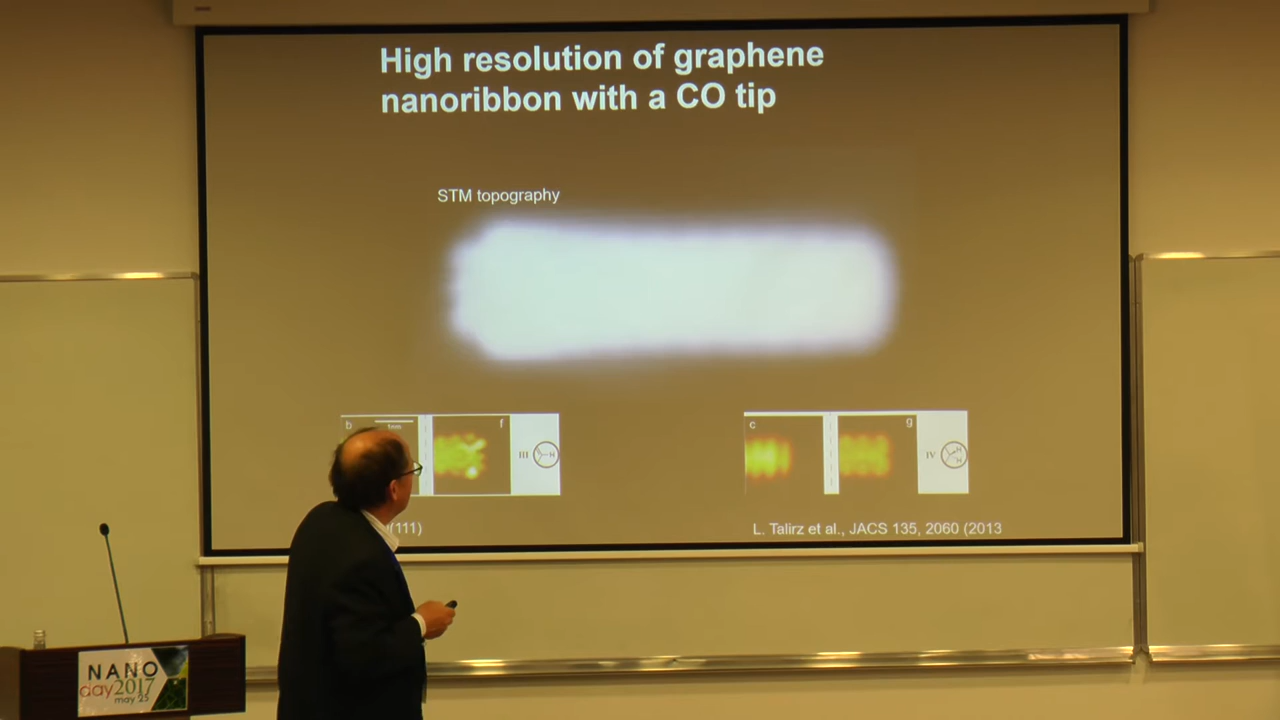 High resolution of graphene
nanoribbon with a CO tip
STM topography
b
1nm
f
III
H
c
g
IV
H
H
(111)
L. Talirz et al., JACS 135, 2060 (2013
NANO
day2017
may 25